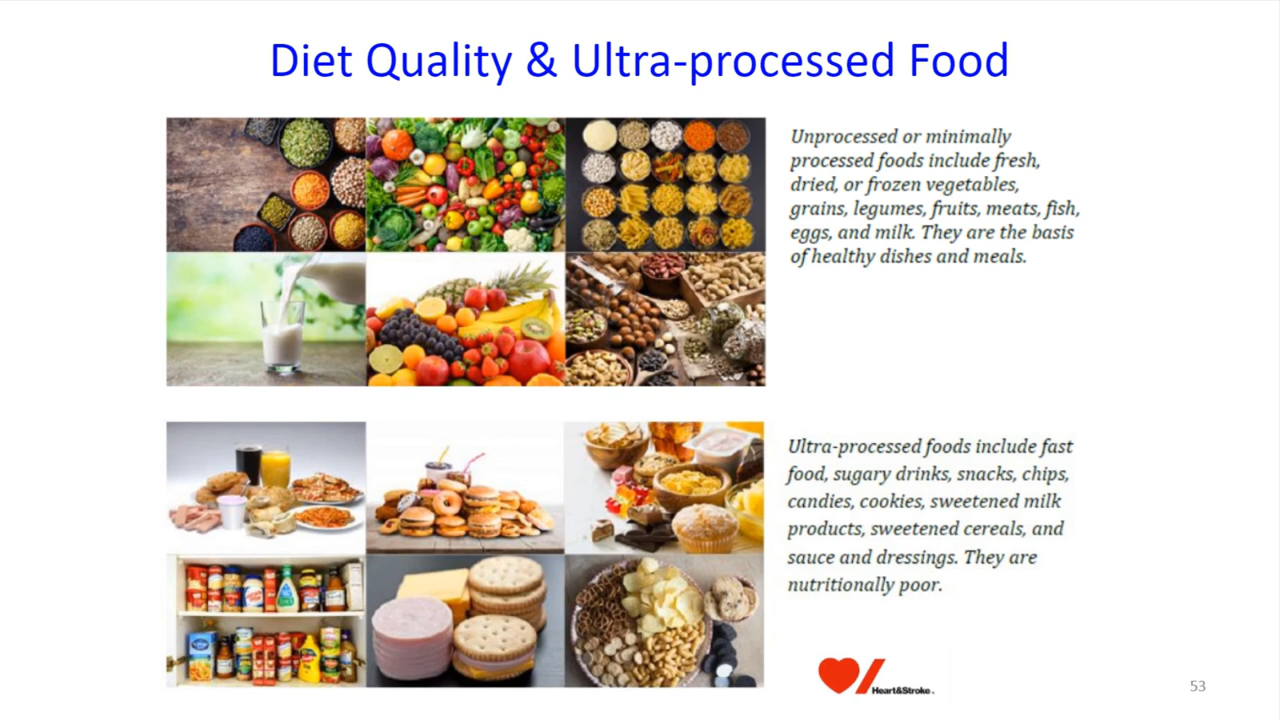 Diet Quality & Ultra-processed Food
Unprocessed or minimally
processed foods include fresh,
dried, or frozen vegetables,
grains, legumes, fruits, meats, fish,
eggs, and milk. They are the basis
of healthy dishes and meals.
Ultra-processed foods include fast
food, sugary drinks, snacks, chips,
candies, cookies, sweetened milk
products, sweetened cereals, and
sauce and dressings. They are
nutritionally poor.
Heart&Stroke.
53